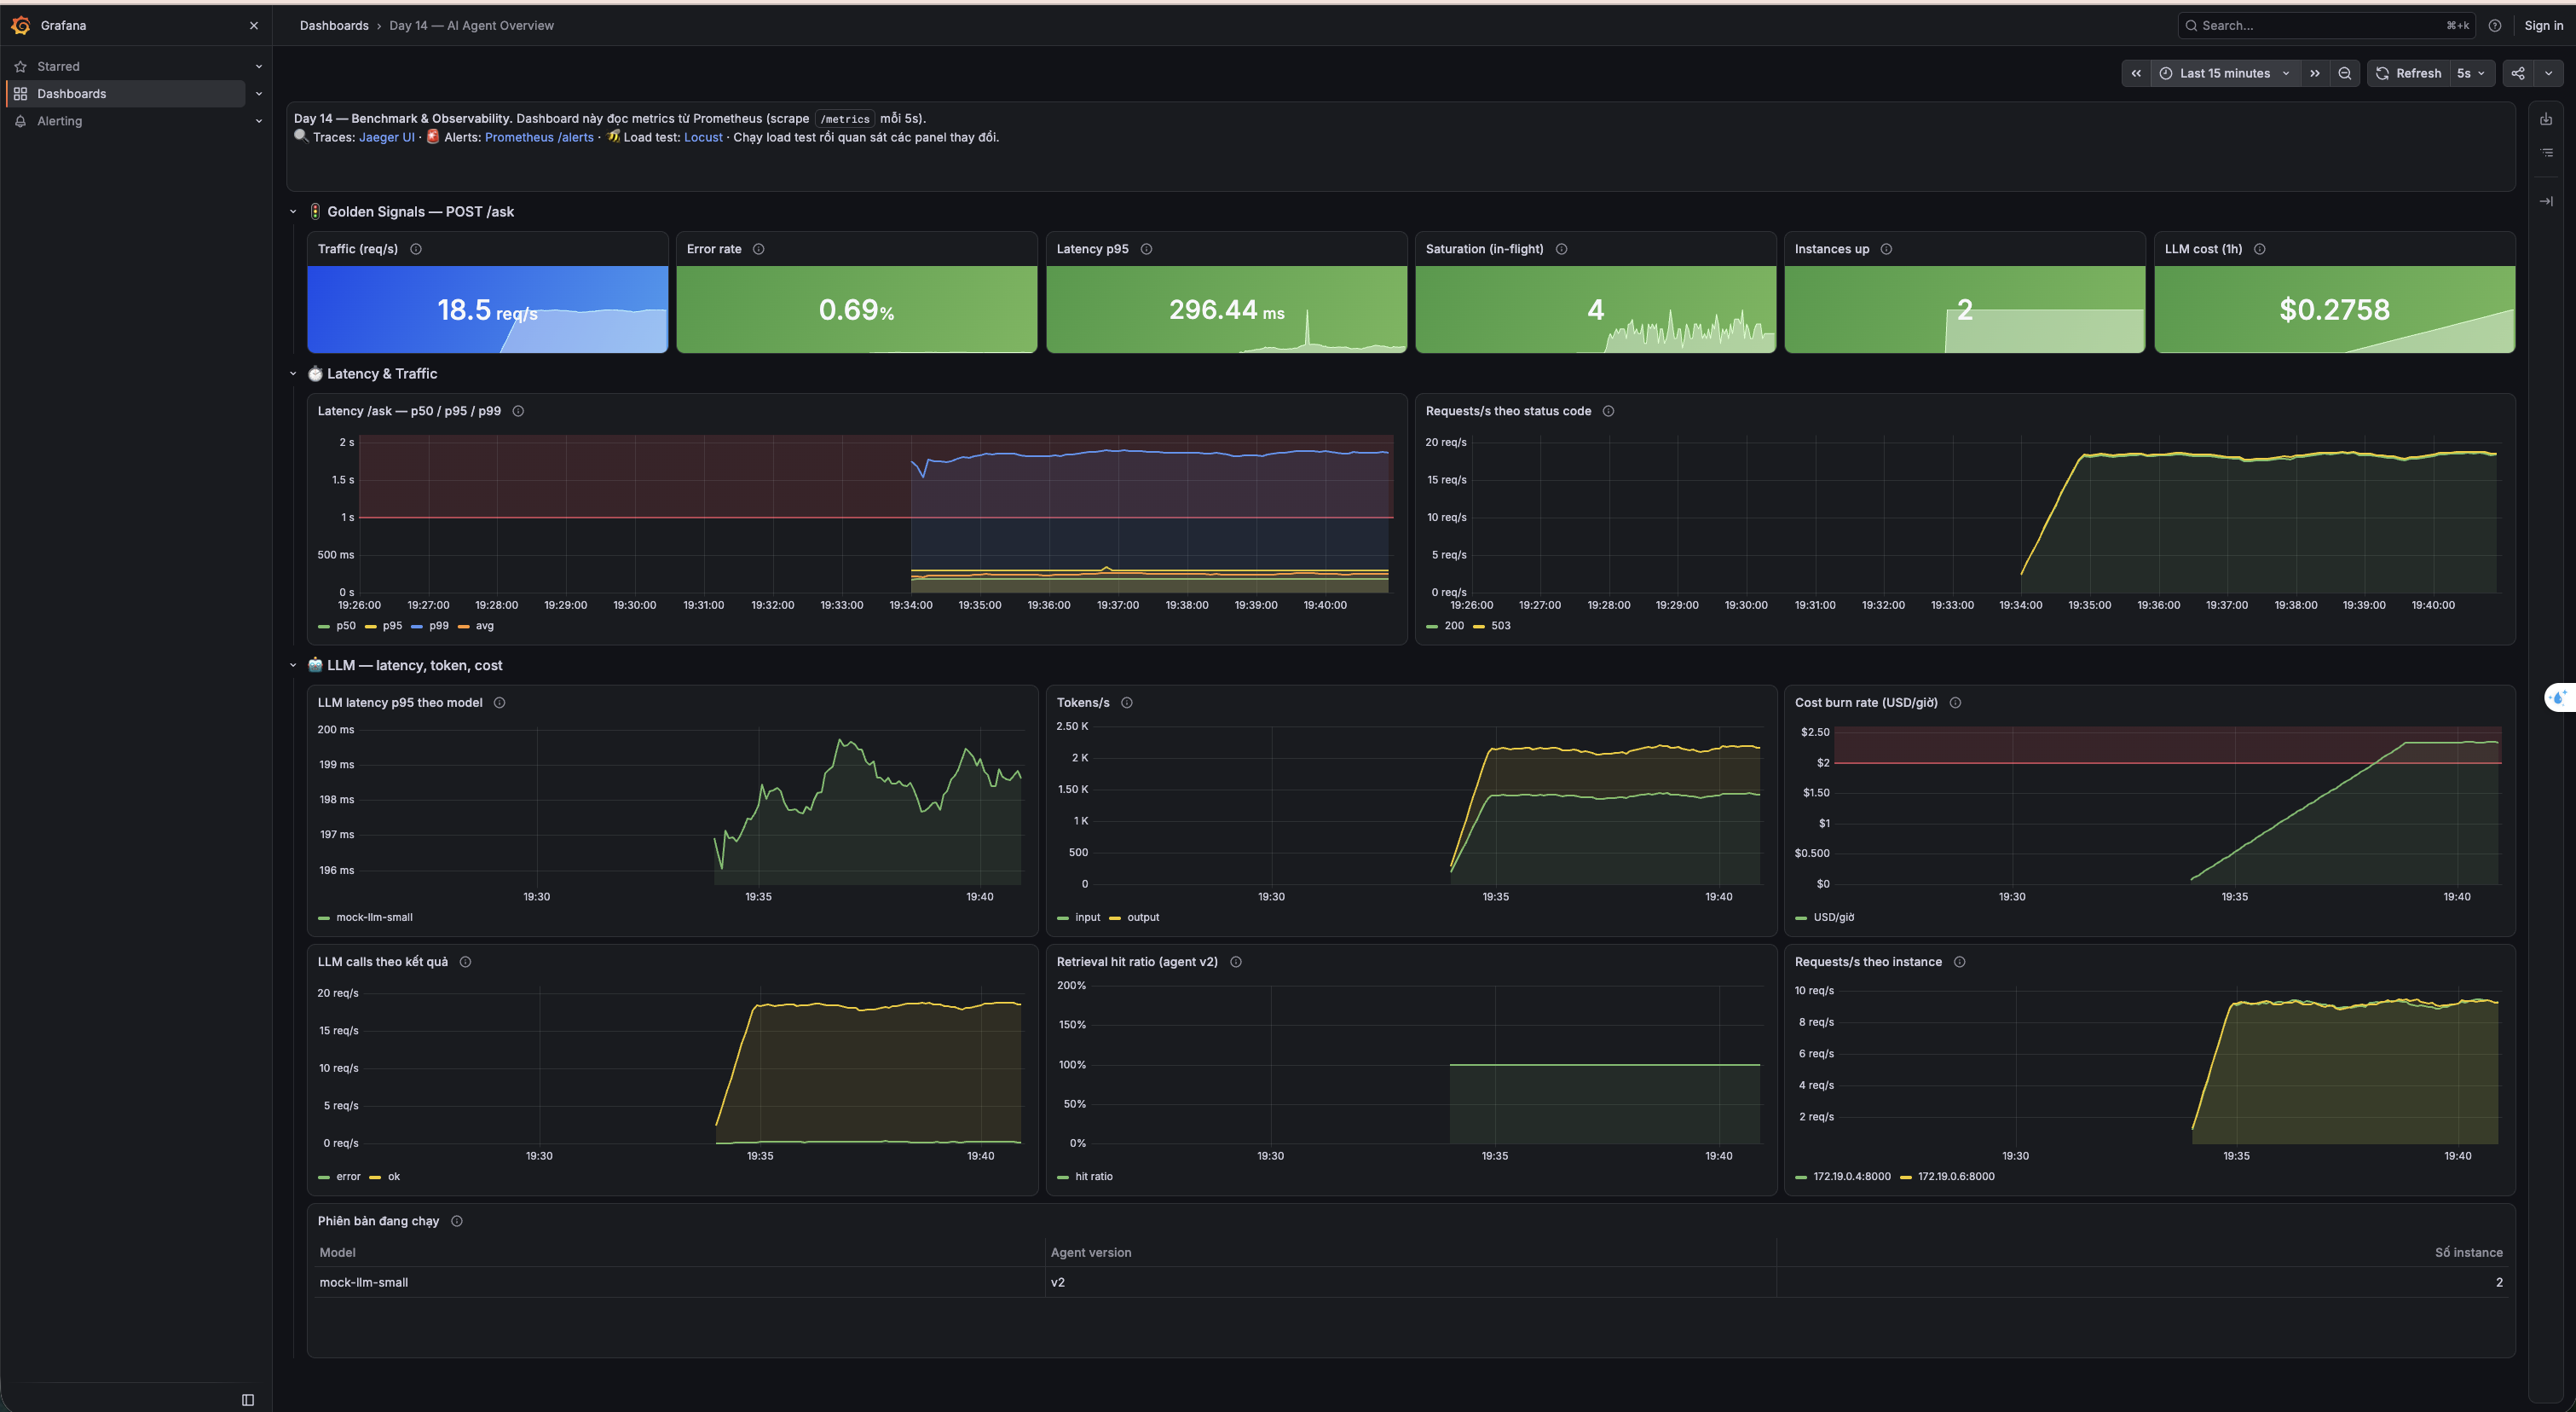 Grafana
Dashboards › Day 14 — AI Agent Overview
Search...
⌘+k
Sign in
Starred
Dashboards
Alerting
Last 15 minutes
Refresh
5s
Day 14 — Benchmark & Observability. Dashboard này đọc metrics từ Prometheus (scrape /metrics mỗi 5s).
🔍 Traces: Jaeger UI · 🚨 Alerts: Prometheus /alerts · 🐝 Load test: Locust · Chạy load test rồi quan sát các panel thay đổi.
🚦 Golden Signals — POST /ask
Traffic (req/s)
18.5 req/s
Error rate
0.69%
Latency p95
296.44 ms
Saturation (in-flight)
4
Instances up
2
LLM cost (1h)
$0.2758
⏱️ Latency & Traffic
Latency /ask — p50 / p95 / p99
2 s
1.5 s
1 s
500 ms
0 s
19:26:00 19:27:00 19:28:00 19:29:00 19:30:00 19:31:00 19:32:00 19:33:00 19:34:00 19:35:00 19:36:00 19:37:00 19:38:00 19:39:00 19:40:00
p50 p95 p99 avg
Requests/s theo status code
20 req/s
15 req/s
10 req/s
5 req/s
0 req/s
19:26:00 19:27:00 19:28:00 19:29:00 19:30:00 19:31:00 19:32:00 19:33:00 19:34:00 19:35:00 19:36:00 19:37:00 19:38:00 19:39:00 19:40:00
200 503
🤖 LLM — latency, token, cost
LLM latency p95 theo model
200 ms
199 ms
198 ms
197 ms
196 ms
19:30 19:35 19:40
mock-llm-small
Tokens/s
2.50 K
2 K
1.50 K
1 K
500
0
19:30 19:35 19:40
input output
Cost burn rate (USD/giờ)
$2.50
$2
$1.50
$1
$0.500
$0
19:30 19:35 19:40
USD/giờ
LLM calls theo kết quả
20 req/s
15 req/s
10 req/s
5 req/s
0 req/s
19:30 19:35 19:40
error ok
Retrieval hit ratio (agent v2)
200%
150%
100%
50%
0%
19:30 19:35 19:40
hit ratio
Requests/s theo instance
10 req/s
8 req/s
6 req/s
4 req/s
2 req/s
19:30 19:35 19:40
172.19.0.4:8000 172.19.0.6:8000
Phiên bản đang chạy
Model Agent version Số instance
mock-llm-small v2 2